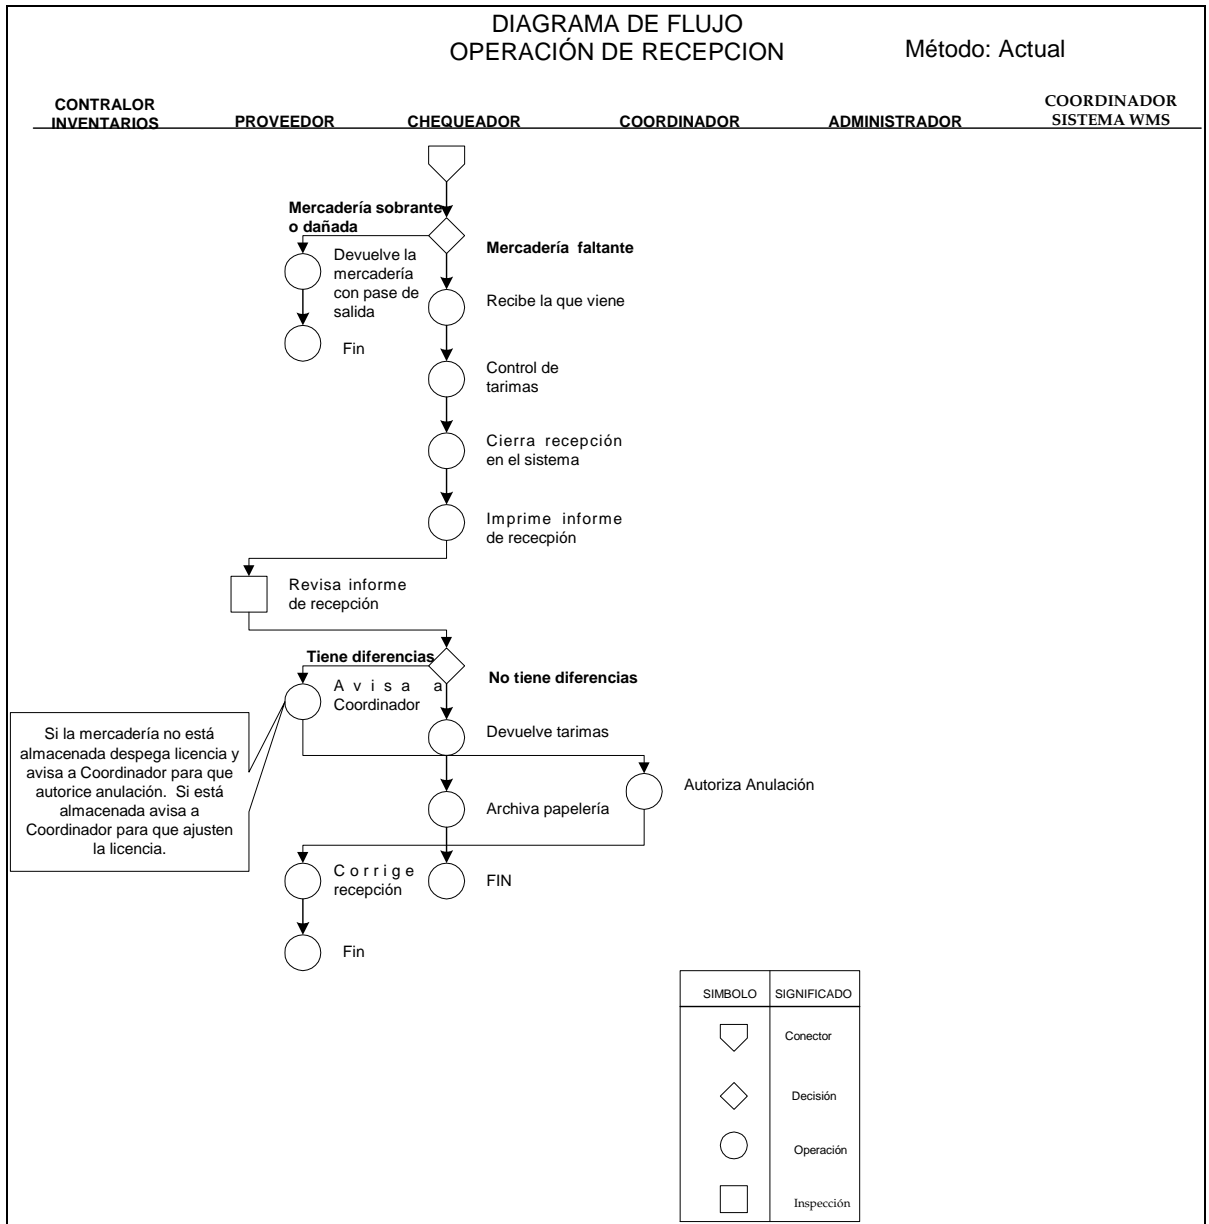 DIAGRAMA DE FLUJO
OPERACIÓN DE RECEPCION
Método: Actual
CONTRALOR
INVENTARIOS
PROVEEDOR
CHEQUEADOR
COORDINADOR
ADMINISTRADOR
COORDINADOR
SISTEMA WMS
Mercadería sobrante
o dañada
Devuelve la
mercadería
con pase de
salida
Fin
Mercadería faltante
Recibe la que viene
Control de
tarimas
Cierra recepción
en el sistema
Imprime informe
de rececpión
Revisa informe
de recepción
Tiene diferencias
No tiene diferencias
Avisa a
Coordinador
Devuelve tarimas
Si la mercadería no está
almacenada despega licencia y
avisa a Coordinador para que
autorice anulación. Si está
almacenada avisa a
Coordinador para que ajusten
la licencia.
Autoriza Anulación
Archiva papelería
Corrige
recepción
FIN
Fin
SIMBOLO
SIGNIFICADO
Conector
Decisión
Operación
Inspección